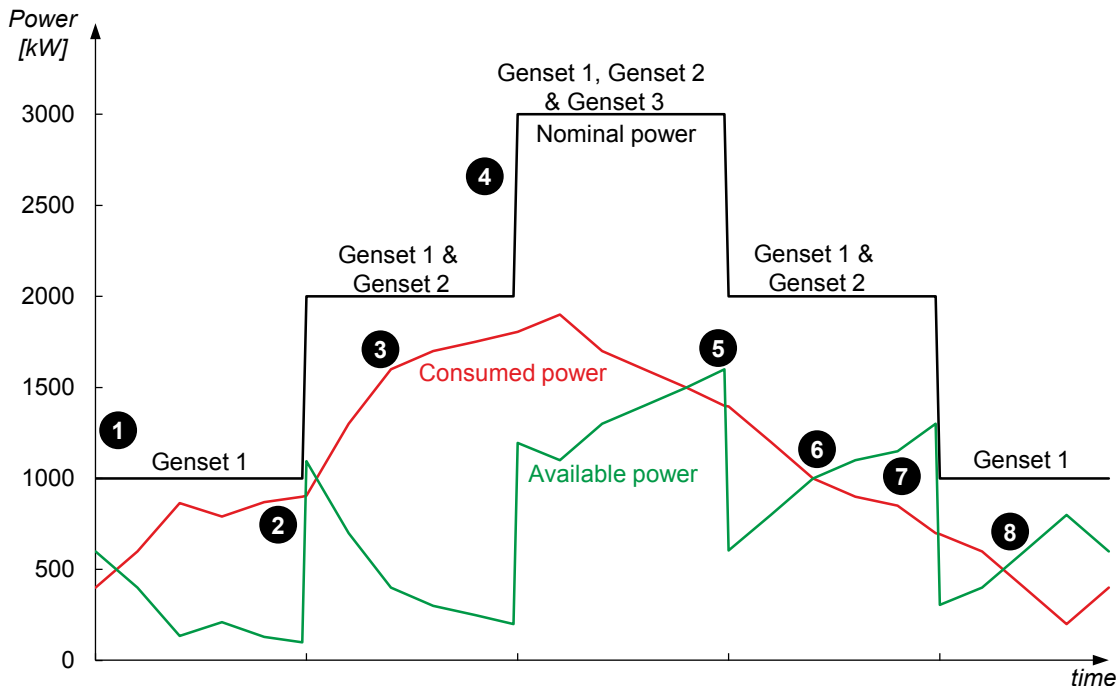 Power
[kW]
3000
2500
2000
1500
1000
500
0
Genset 1, Genset 2
& Genset 3
Nominal power
4
Genset 1 &
Genset 2
Genset 1 &
Genset 2
3
5
Consumed power
1
Genset 1
6
Available power
7
Genset 1
2
8
time